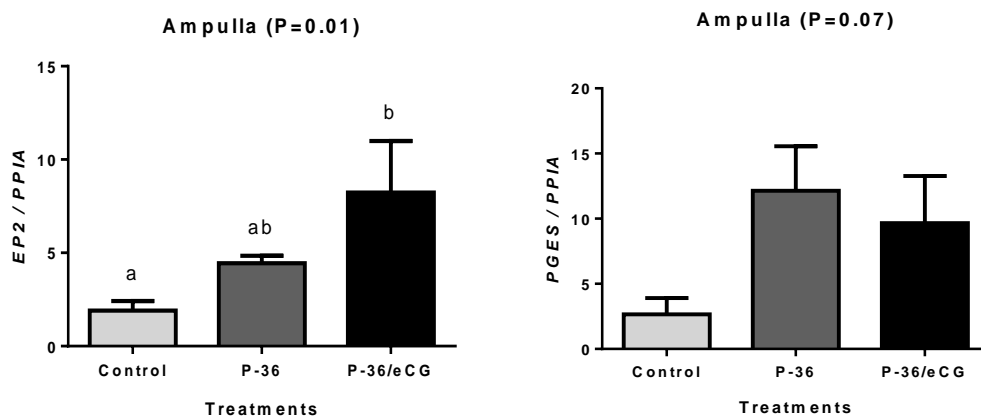 Ampulla (P=0.01)
EP2 / PPIA
15
10
5
0
a
ab
b
Control
P-36
P-36/eCG
Treatments
Ampulla (P=0.07)
PGES / PPIA
20
15
10
5
0
Control
P-36
P-36/eCG
Treatments